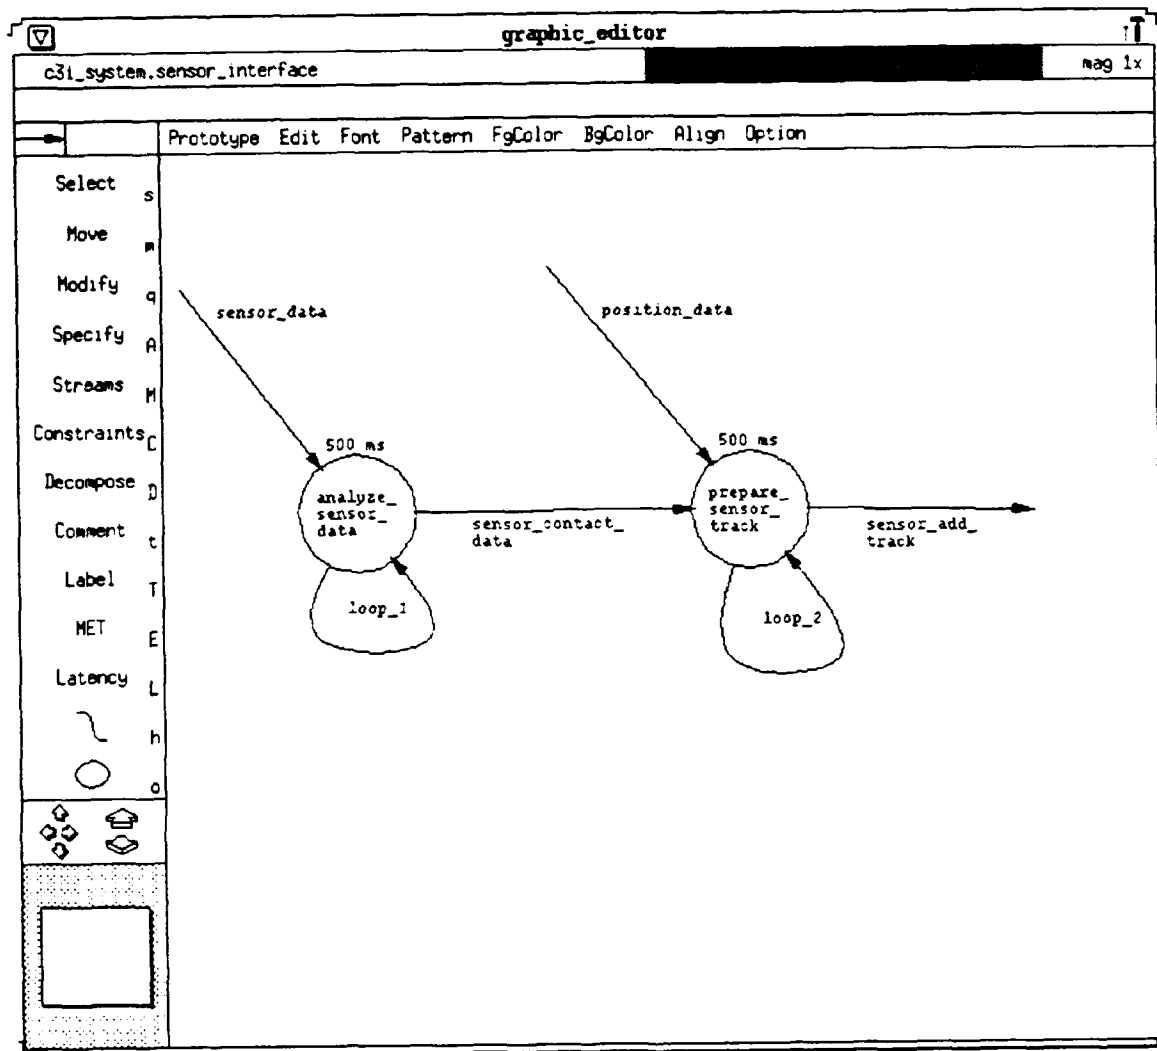 graphic_editor
c3i_system.sensor_interface
mag 1x
Prototype Edit Font Pattern FgColor BgColor Align Option
Select s
Move m
Modify q
Specify A
Streams M
Constraints C
Decompose D
Comment t
Label T
MET E
Latency L
h
o
sensor_data
position_data
500 ms
analyze_
sensor_
data
sensor_contact_
data
loop_1
500 ms
prepare_
sensor_
track
sensor_add_
track
loop_2